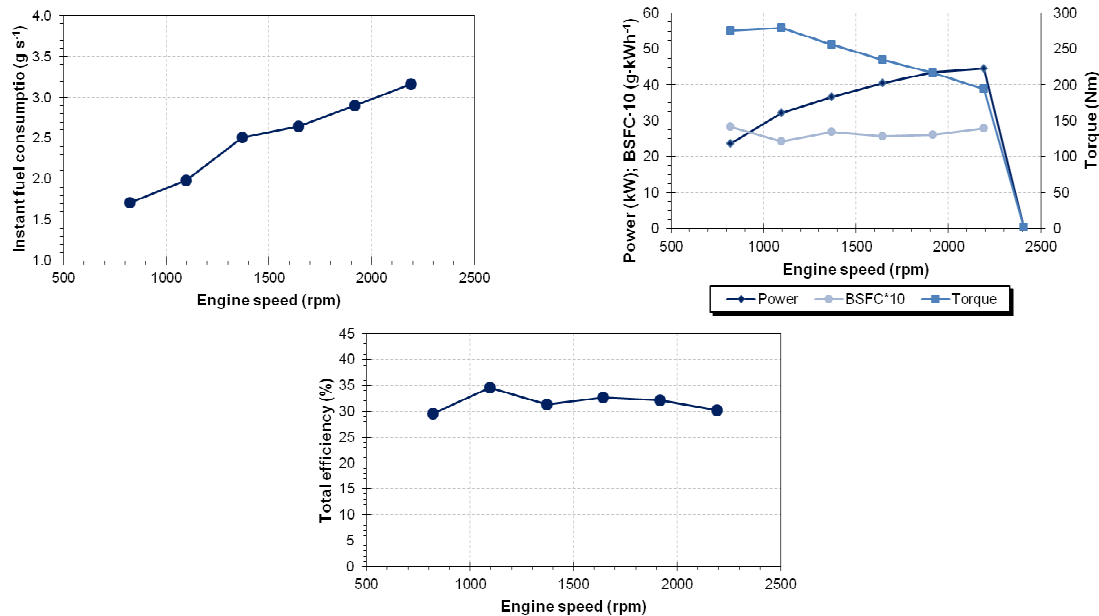 Instant fuel consumptio (g s-1)
4.0
3.5
3.0
2.5
2.0
1.5
1.0
500 1000 1500 2000 2500
Engine speed (rpm)
Power (kW); BSFC-10 (g-kWh-1)
60
50
40
30
20
10
0
500 1000 1500 2000 2500
Engine speed (rpm)
300
250
200
150
100
50
0
Torque (Nm)
Power BSFC*10 Torque
Total efficiency (%)
45
40
35
30
25
20
15
10
5
0
500 1000 1500 2000 2500
Engine speed (rpm)